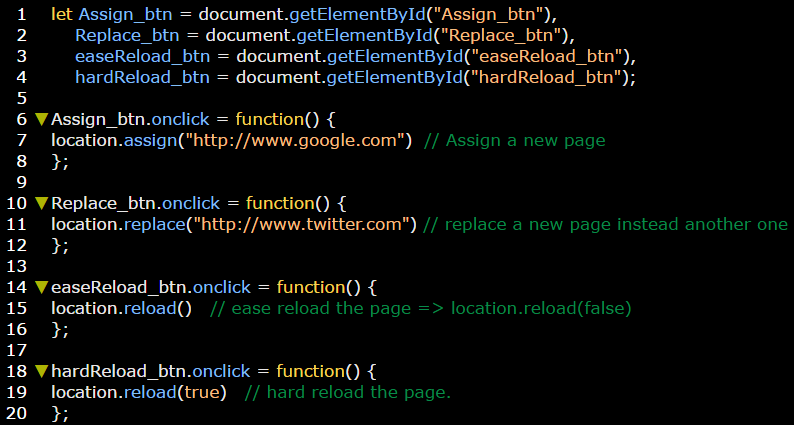 1 let Assign_btn = document.getElementById("Assign_btn"),
2 Replace_btn = document.getElementById("Replace_btn"),
3 easeReload_btn = document.getElementById("easeReload_btn"),
4 hardReload_btn = document.getElementById("hardReload_btn");
5
6 ▼Assign_btn.onclick = function() {
7 location.assign("http://www.google.com") // Assign a new page
8 };
9
10 ▼Replace_btn.onclick = function() {
11 location.replace("http://www.twitter.com") // replace a new page instead another one
12 };
13
14 ▼easeReload_btn.onclick = function() {
15 location.reload() // ease reload the page => location.reload(false)
16 };
17
18 ▼hardReload_btn.onclick = function() {
19 location.reload(true) // hard reload the page.
20 };